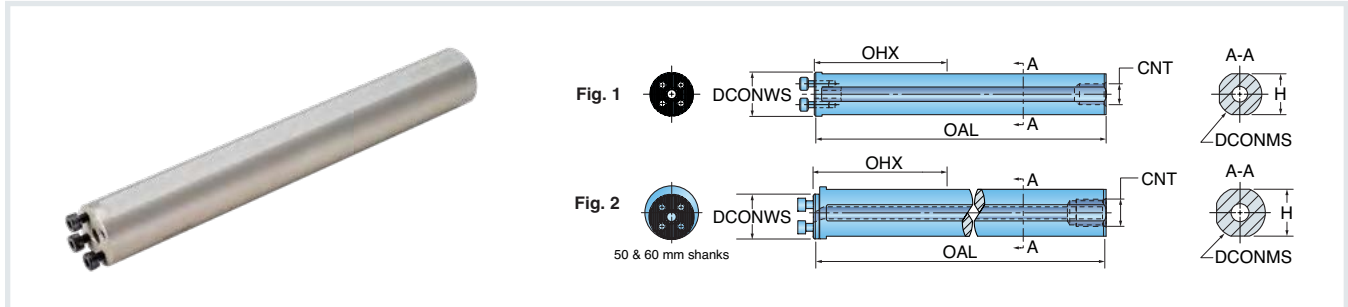 OHX
A
CNT
A-A
Fig. 1
DCONWS
H
OAL
A
DCONMS
OHX
A
CNT
A-A
Fig. 2
DCONWS
H
50 & 60 mm shanks
OAL
A
DCONMS